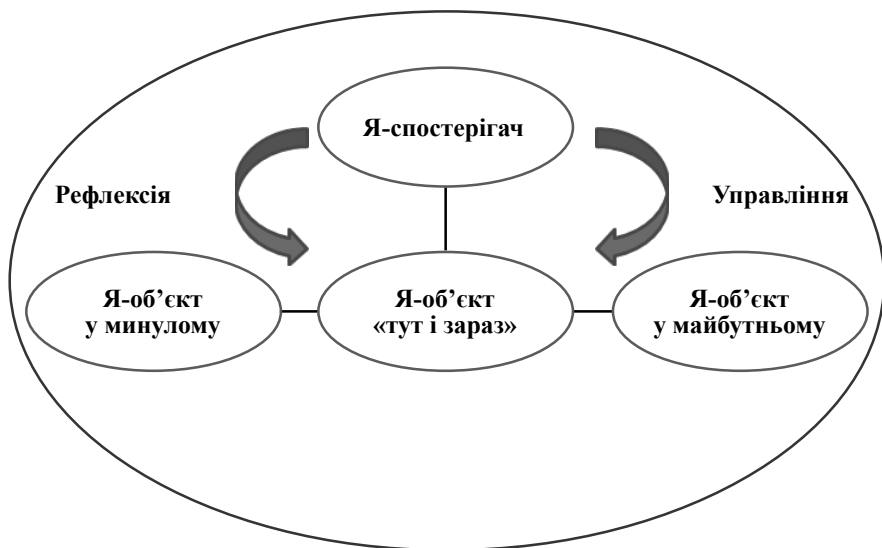 Я-спостерігач
Рефлексія
Управління
Я-об’єкт
у минулому
Я-об’єкт
«тут і зараз»
Я-об’єкт
у майбутньому